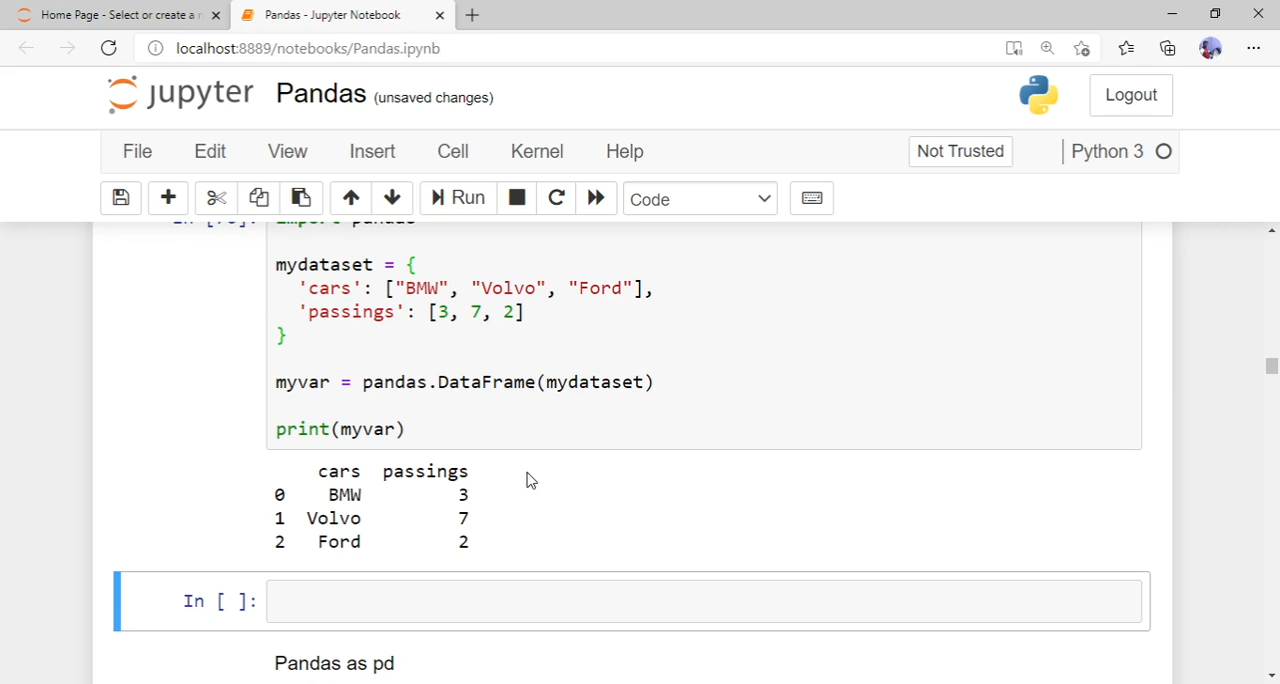 Home Page - Select or create a
Pandas - Jupyter Notebook
localhost:8889/notebooks/Pandas.ipynb
jupyter Pandas (unsaved changes)
Logout
File Edit View Insert Cell Kernel Help Not Trusted Python 3
Run Code
import pandas
mydataset = {
'cars': ["BMW", "Volvo", "Ford"],
'passings': [3, 7, 2]
}
myvar = pandas.DataFrame(mydataset)
print(myvar)
cars passings
0 BMW 3
1 Volvo 7
2 Ford 2
In [ ]:
Pandas as pd